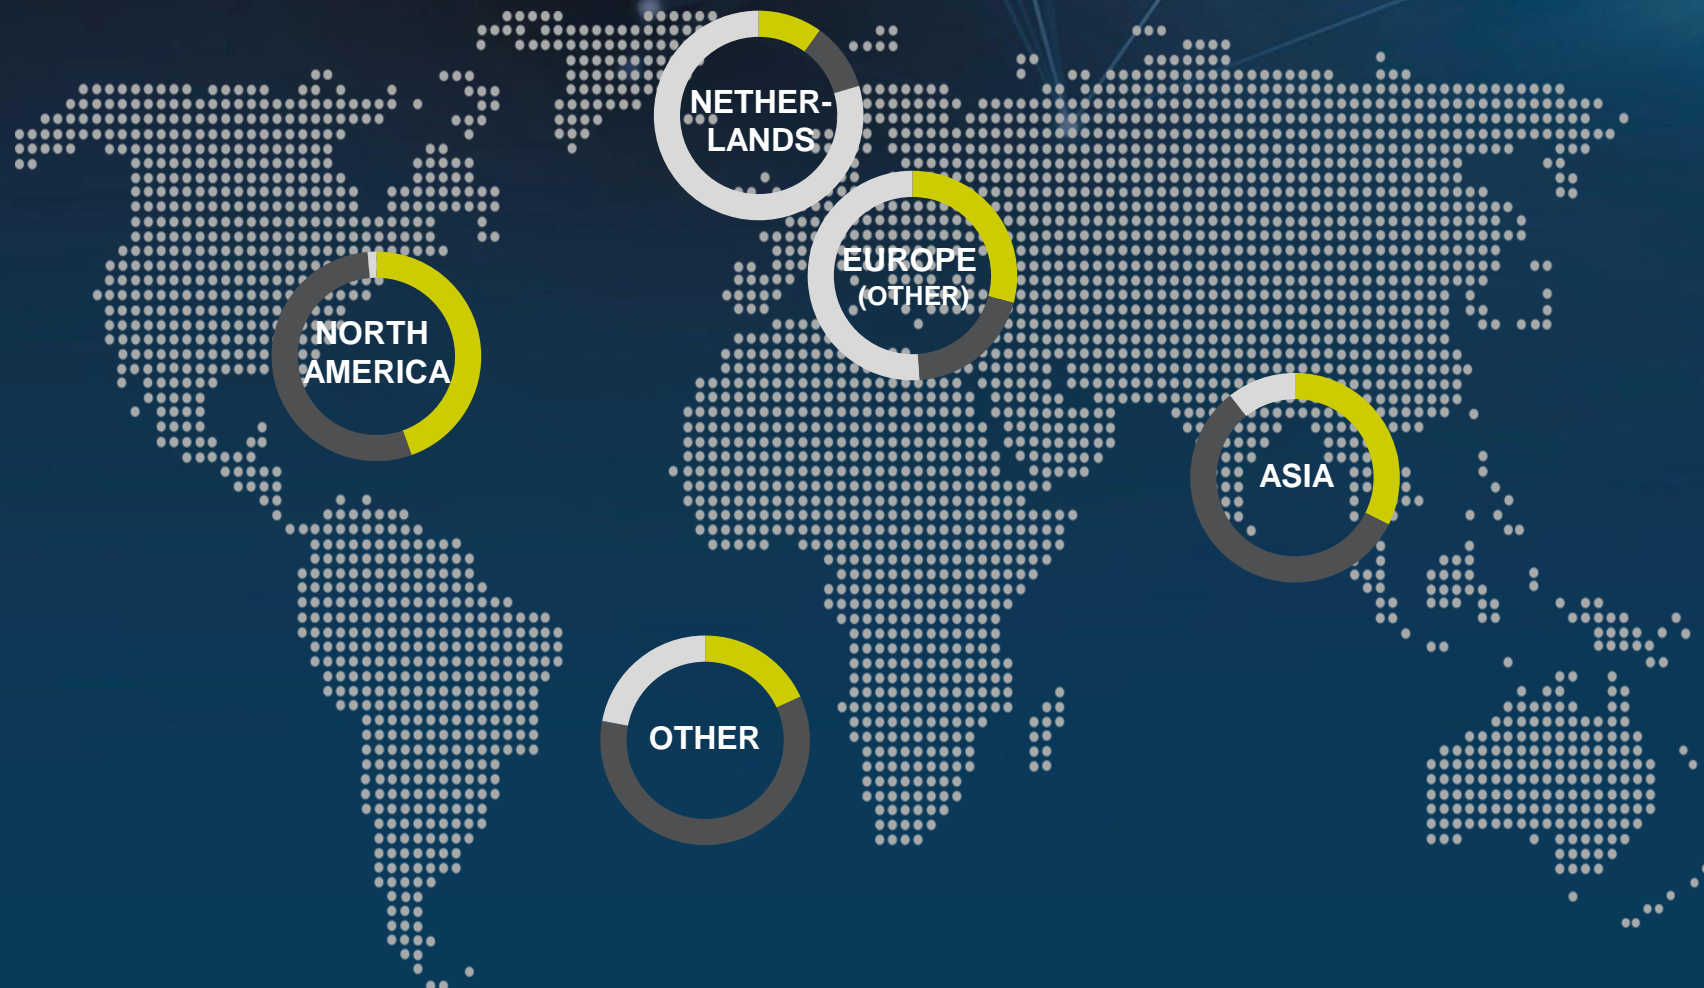 NETHER-
LANDS
EUROPE
(OTHER)
NORTH
AMERICA
ASIA
OTHER